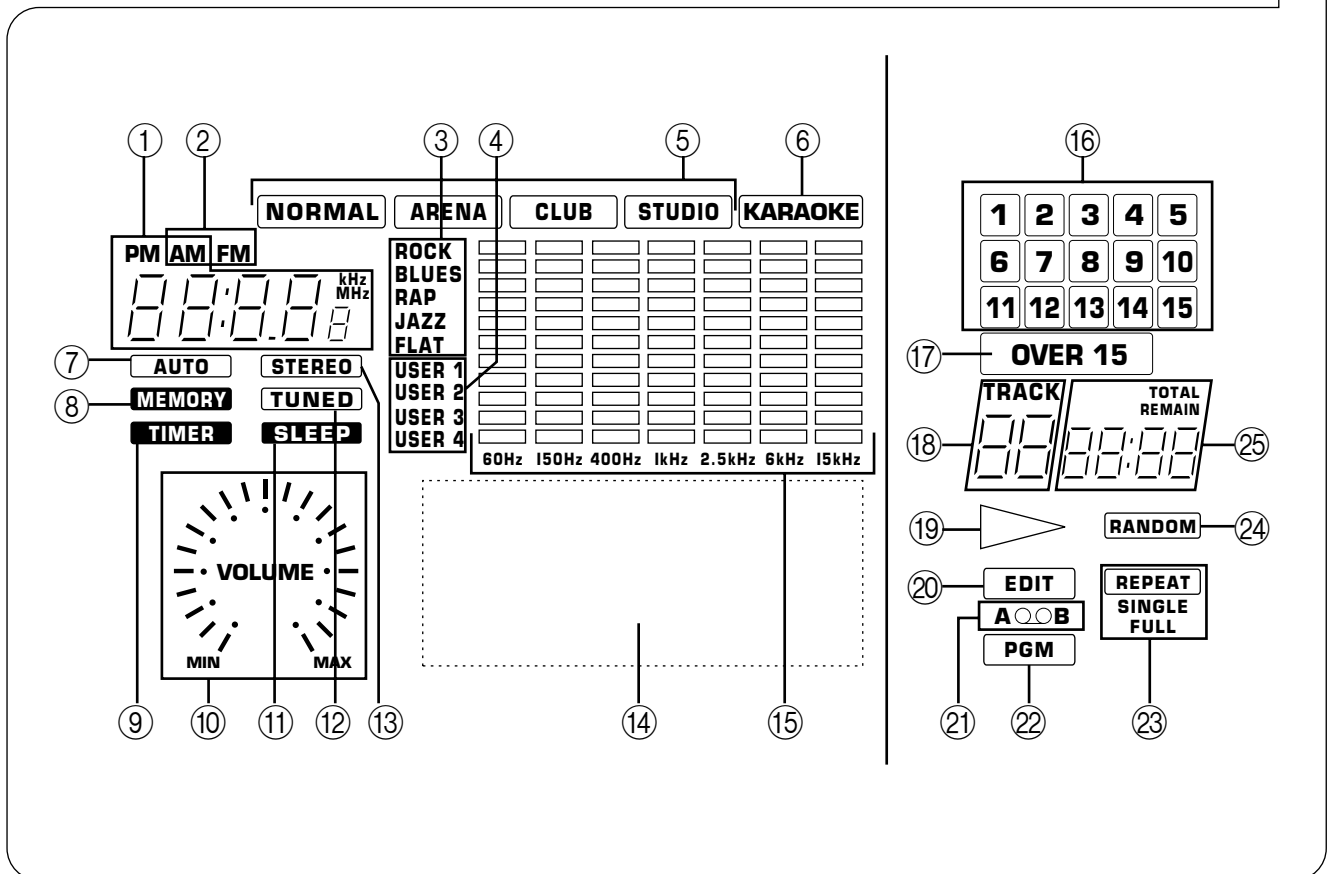 1 2 3 4 5 6
NORMAL ARENA CLUB STUDIO KARAOKE
PM AM FM
kHz
MHz
ROCK
BLUES
RAP
JAZZ
FLAT
USER 1
USER 2
USER 3
USER 4
7 AUTO STEREO
8 MEMORY TUNED
TIMER SLEEP
60Hz 150Hz 400Hz 1kHz 2.5kHz 6kHz 15kHz
VOLUME
MIN MAX
9 10 11 12 13 14 15
16
1 2 3 4 5
6 7 8 9 10
11 12 13 14 15
17 OVER 15
TRACK TOTAL
REMAIN
18 88 88:88 25
19 RANDOM 24
20 EDIT REPEAT
A B SINGLE
PGM FULL
21 22 23